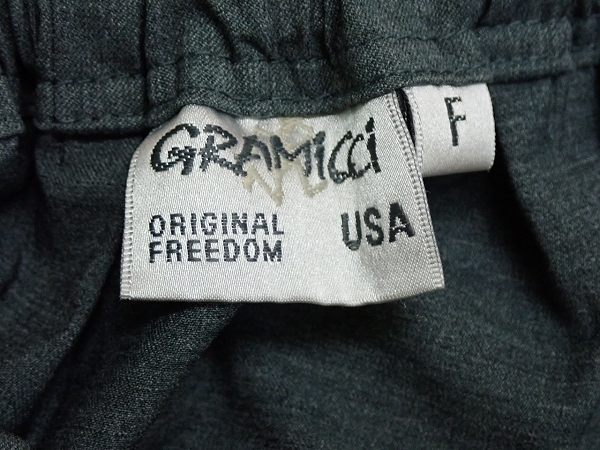 GRAMICCI
F
ORIGINAL
FREEDOM
USA